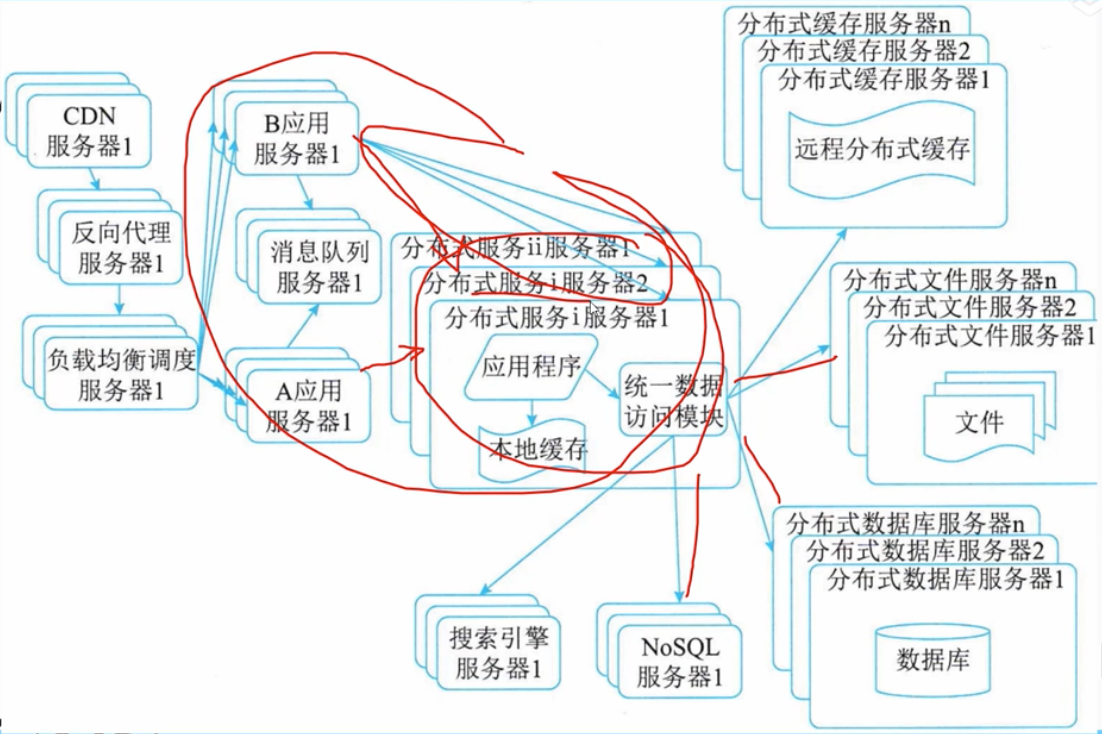 CDN
服务器1
反向代理
服务器1
负载均衡调度
服务器1
B应用
服务器1
消息队列
服务器1
A应用
服务器1
分布式服务ii服务器1
分布式服务i服务器2
分布式服务i服务器1
应用程序
统一数据
访问模块
本地缓存
分布式缓存服务器n
分布式缓存服务器2
分布式缓存服务器1
远程分布式缓存
分布式文件服务器n
分布式文件服务器2
分布式文件服务器1
文件
分布式数据库服务器n
分布式数据库服务器2
分布式数据库服务器1
数据库
搜索引擎
服务器1
NoSQL
服务器1